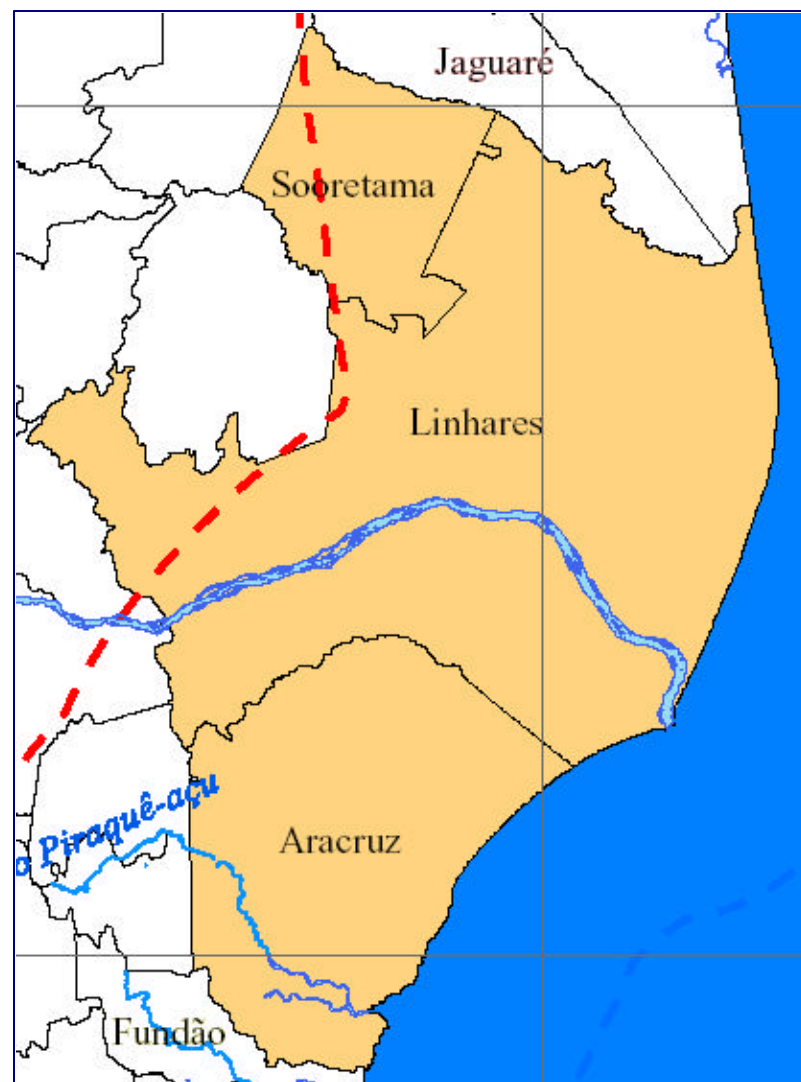 Jaguaré
Sooretama
Linhares
o Piraquê-açu
Aracruz
Fundão